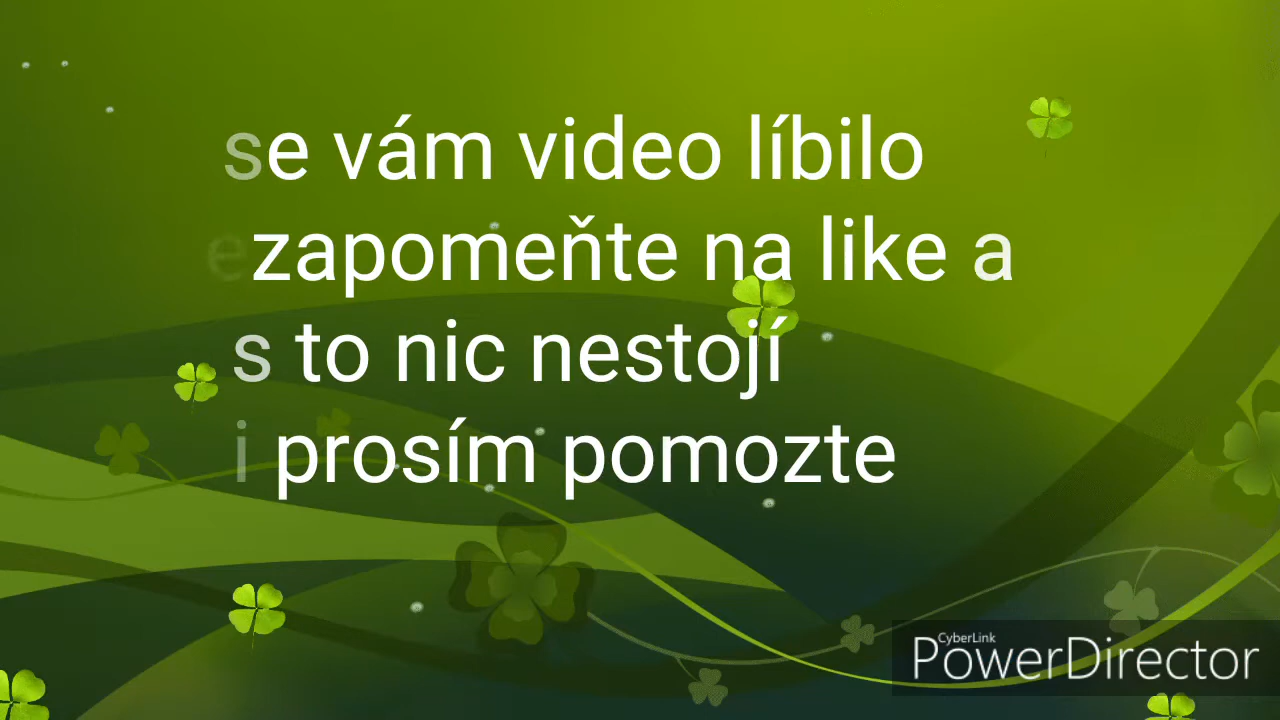 se vám video líbilo
e zapomeňte na like a
s to nic nestojí
i prosím pomozte
CyberLink
PowerDirector